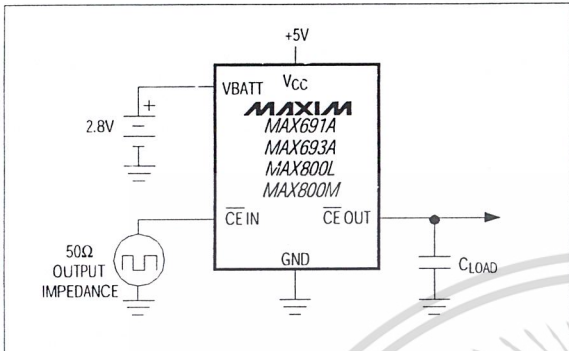 +5V
VBATT
VCC
2.8V
+
MAXIM
MAX691A
MAX693A
MAX800L
MAX800M
CE IN
CE OUT
50Ω
OUTPUT
IMPEDANCE
GND
CLOAD